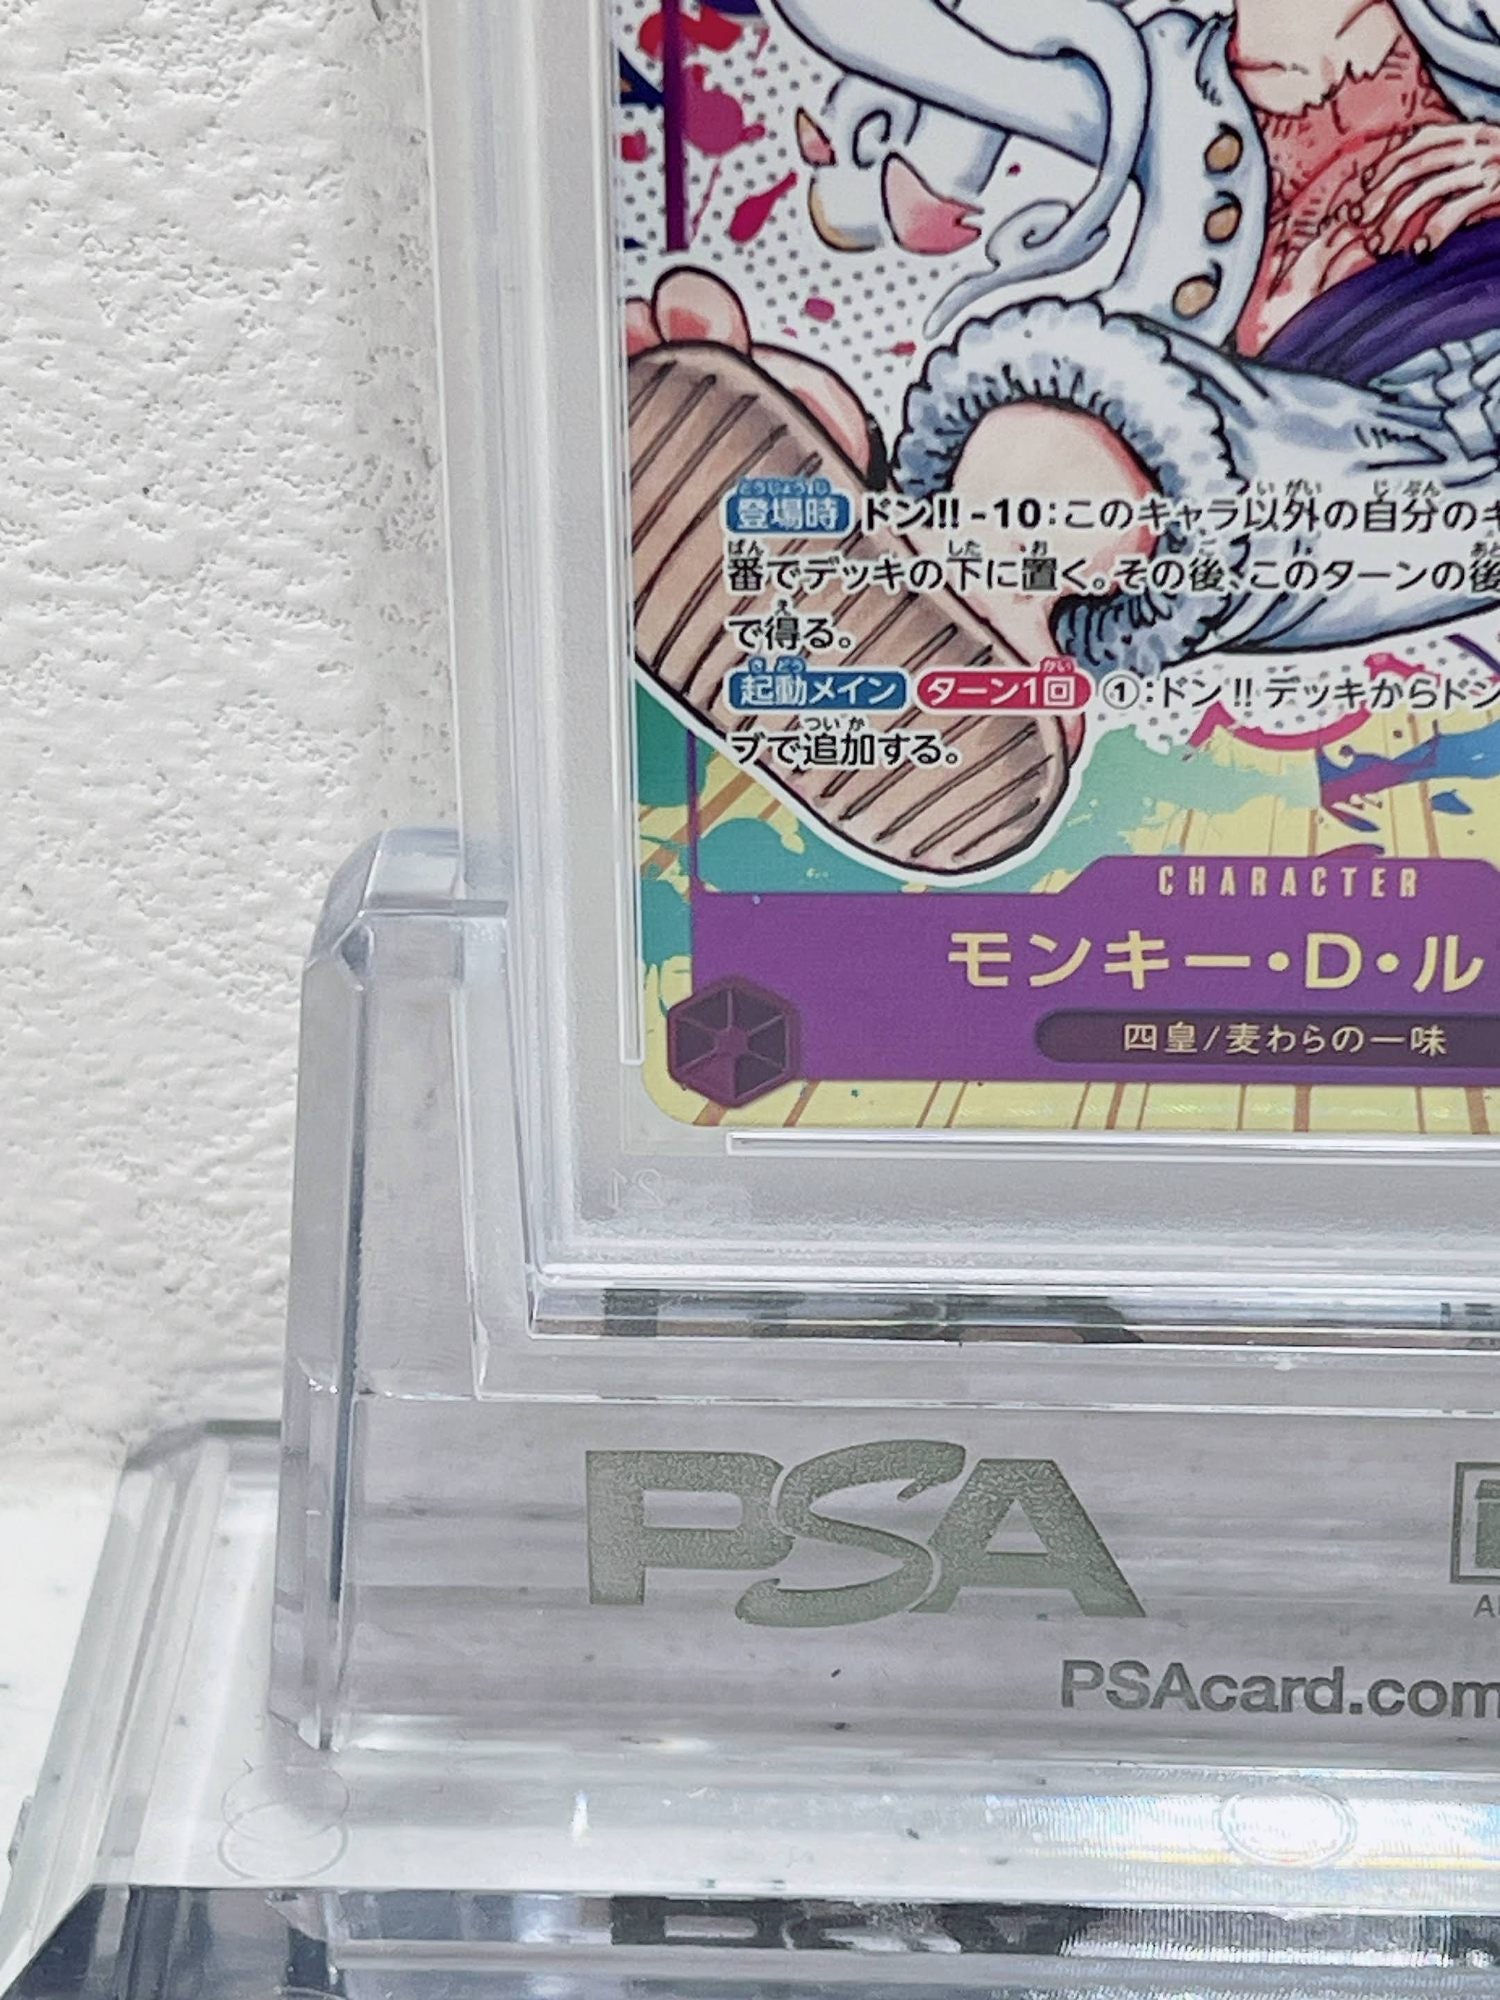 登場時 ドン!!-10:このキャラ以外の自分のキ
番でデッキの下に置く。その後、このターンの後
で得る。
起動メイン ターン1回 ①:ドン!!デッキからドン
ブで追加する。
CHARACTER
モンキー・D・ル
四皇/麦わらの一味
PSA
PSAcard.com